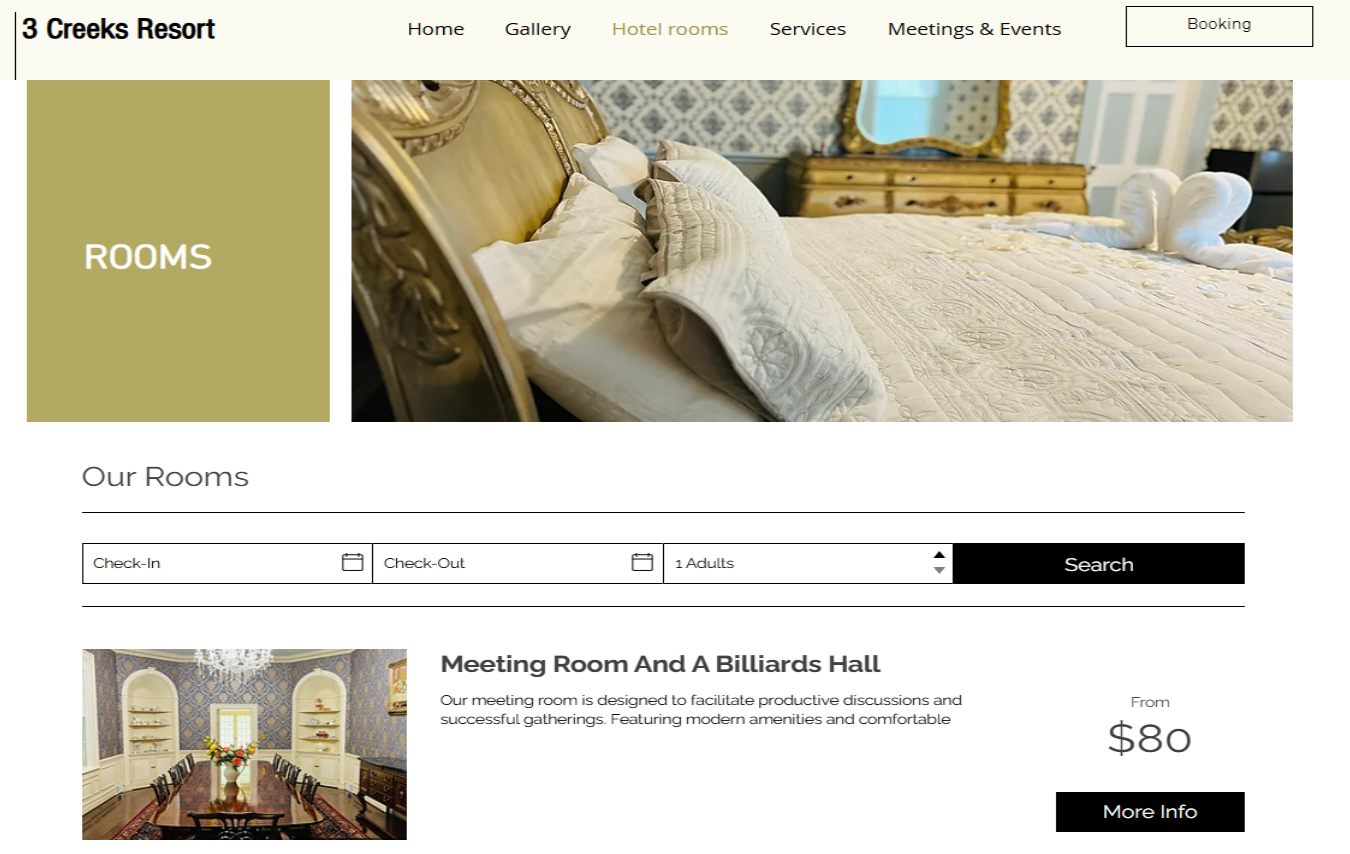 3 Creeks Resort
Home
Gallery
Hotel rooms
Services
Meetings & Events
Booking
ROOMS
Our Rooms
Check-In
Check-Out
1 Adults
Search
Meeting Room And A Billiards Hall
Our meeting room is designed to facilitate productive discussions and
successful gatherings. Featuring modern amenities and comfortable
From
$80
More Info